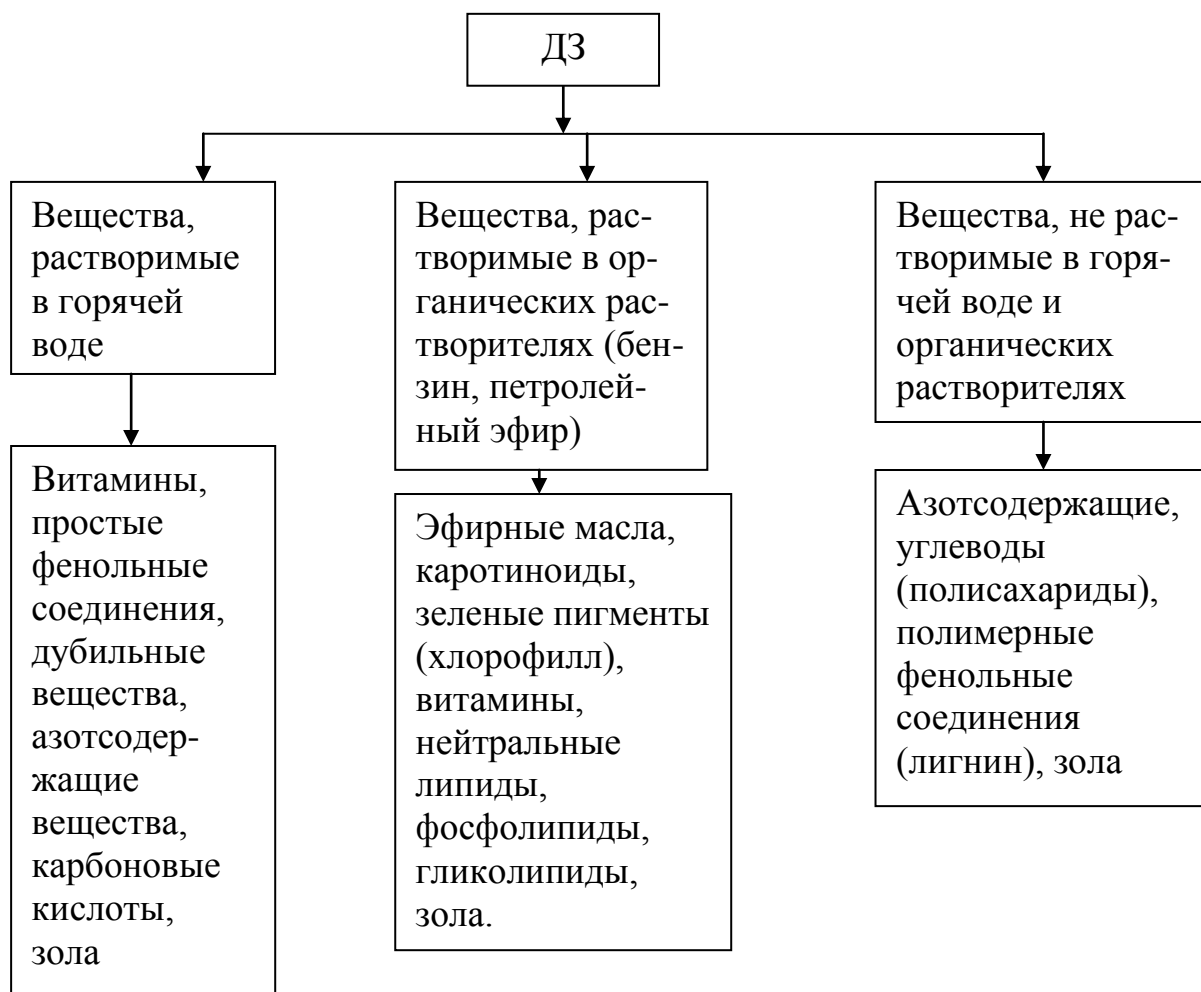 ДЗ
Вещества,
растворимые
в горячей
воде
Вещества, рас-
творимые в ор-
ганических рас-
творителях (бен-
зин, петролей-
ный эфир)
Вещества, не рас-
творимые в горя-
чей воде и
органических
растворителях
Витамины,
простые
фенольные
соединения,
дубильные
вещества,
азотсодер-
жащие
вещества,
карбоновые
кислоты,
зола
Эфирные масла,
каротиноиды,
зеленые пигменты
(хлорофилл),
витамины,
нейтральные
липиды,
фосфолипиды,
гликолипиды,
зола.
Азотсодержащие,
углеводы
(полисахариды),
полимерные
фенольные
соединения
(лигнин), зола